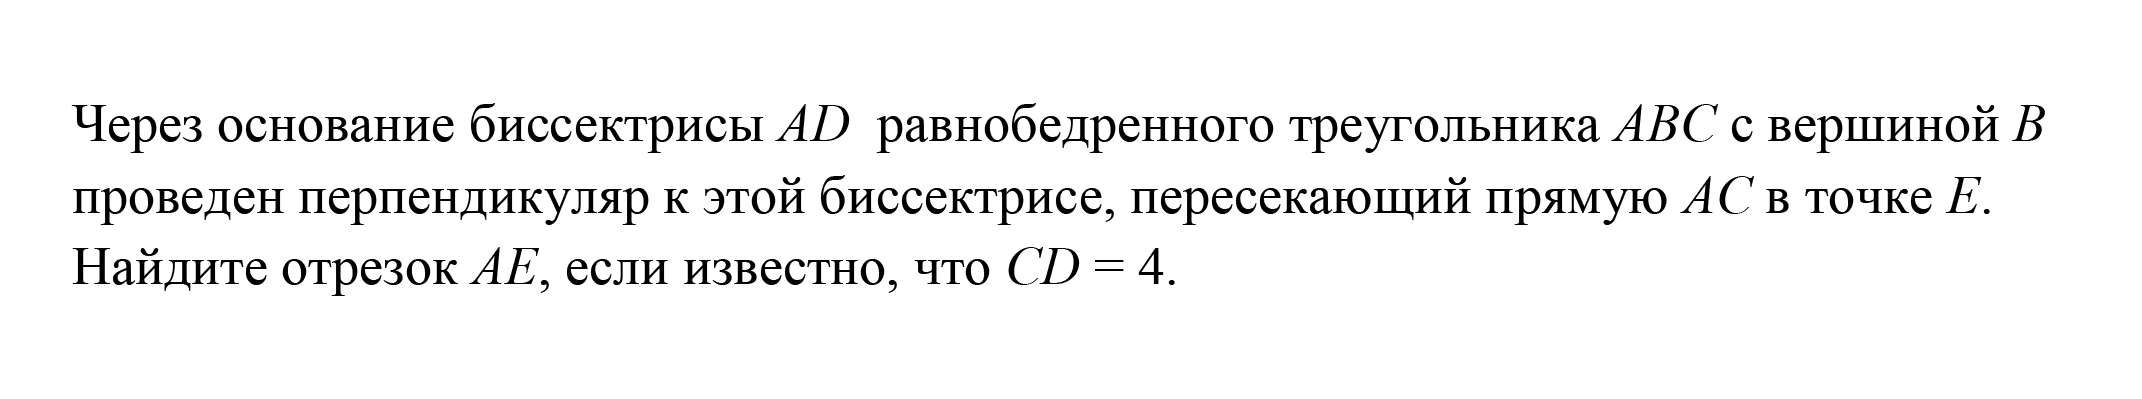 Через основание биссектрисы AD равнобедренного треугольника ABC с вершиной B
проведен перпендикуляр к этой биссектрисе, пересекающий прямую AC в точке E.
Найдите отрезок AE, если известно, что CD = 4.